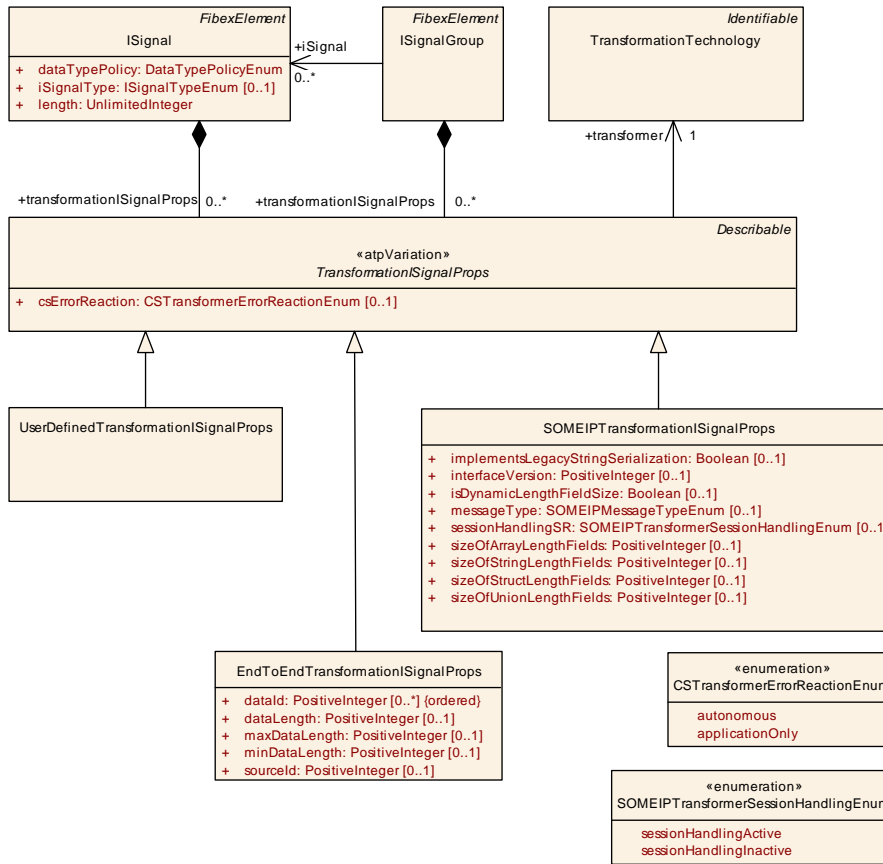 FibexElement
ISignal
+ dataTypePolicy: DataTypePolicyEnum
+ iSignalType: ISignalTypeEnum [0..1]
+ length: UnlimitedInteger
+iSignal
0..*
FibexElement
ISignalGroup
Identifiable
TransformationTechnology
+transformer 1
+transformationISignalProps 0..*
+transformationISignalProps 0..*
Describable
«atpVariation»
TransformationISignalProps
+ csErrorReaction: CSTransformerErrorReactionEnum [0..1]
UserDefinedTransformationISignalProps
SOMEIPTransformationISignalProps
+ implementsLegacyStringSerialization: Boolean [0..1]
+ interfaceVersion: PositiveInteger [0..1]
+ isDynamicLengthFieldSize: Boolean [0..1]
+ messageType: SOMEIPMessageTypeEnum [0..1]
+ sessionHandlingSR: SOMEIPTransformerSessionHandlingEnum [0..1
+ sizeOfArrayLengthFields: PositiveInteger [0..1]
+ sizeOfStringLengthFields: PositiveInteger [0..1]
+ sizeOfStructLengthFields: PositiveInteger [0..1]
+ sizeOfUnionLengthFields: PositiveInteger [0..1]
EndToEndTransformationISignalProps
+ dataId: PositiveInteger [0..*] {ordered}
+ dataLength: PositiveInteger [0..1]
+ maxDataLength: PositiveInteger [0..1]
+ minDataLength: PositiveInteger [0..1]
+ sourceId: PositiveInteger [0..1]
«enumeration»
CSTransformerErrorReactionEnum
autonomous
applicationOnly
«enumeration»
SOMEIPTransformerSessionHandlingEnum
sessionHandlingActive
sessionHandlingInactive